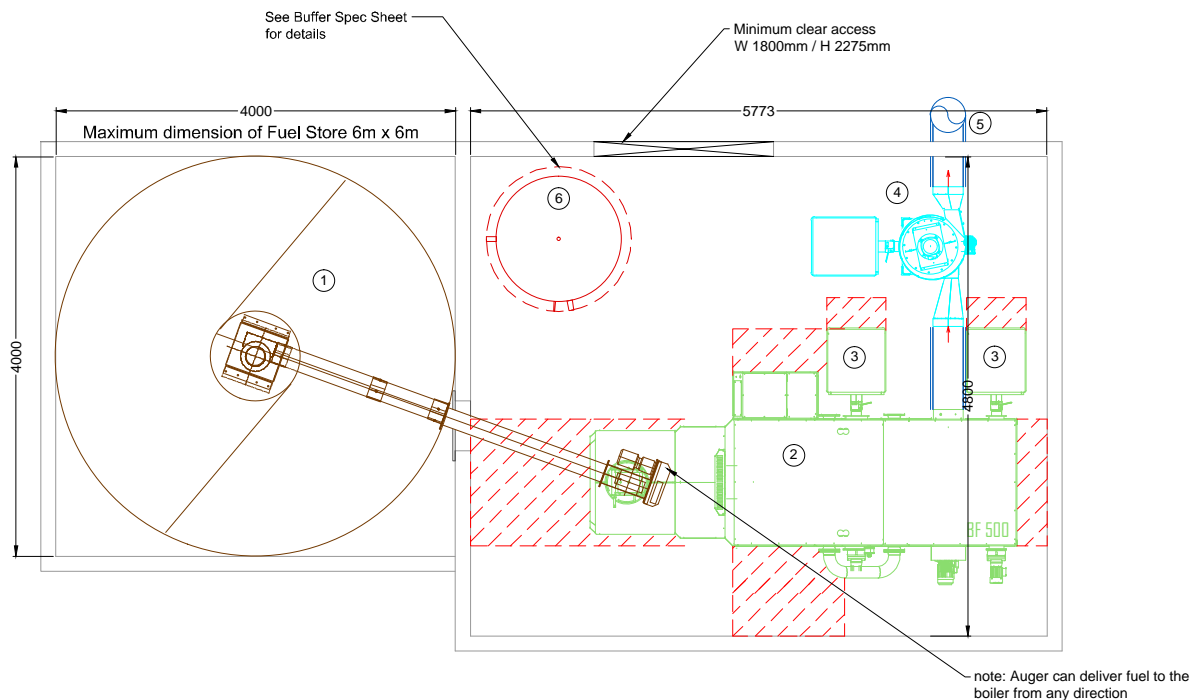 See Buffer Spec Sheet
for details
Minimum clear access
W 1800mm / H 2275mm
4000
5773
Maximum dimension of Fuel Store 6m x 6m
5
4
6
1
4000
3
3
4800
2
BF 500
note: Auger can deliver fuel to the
boiler from any direction